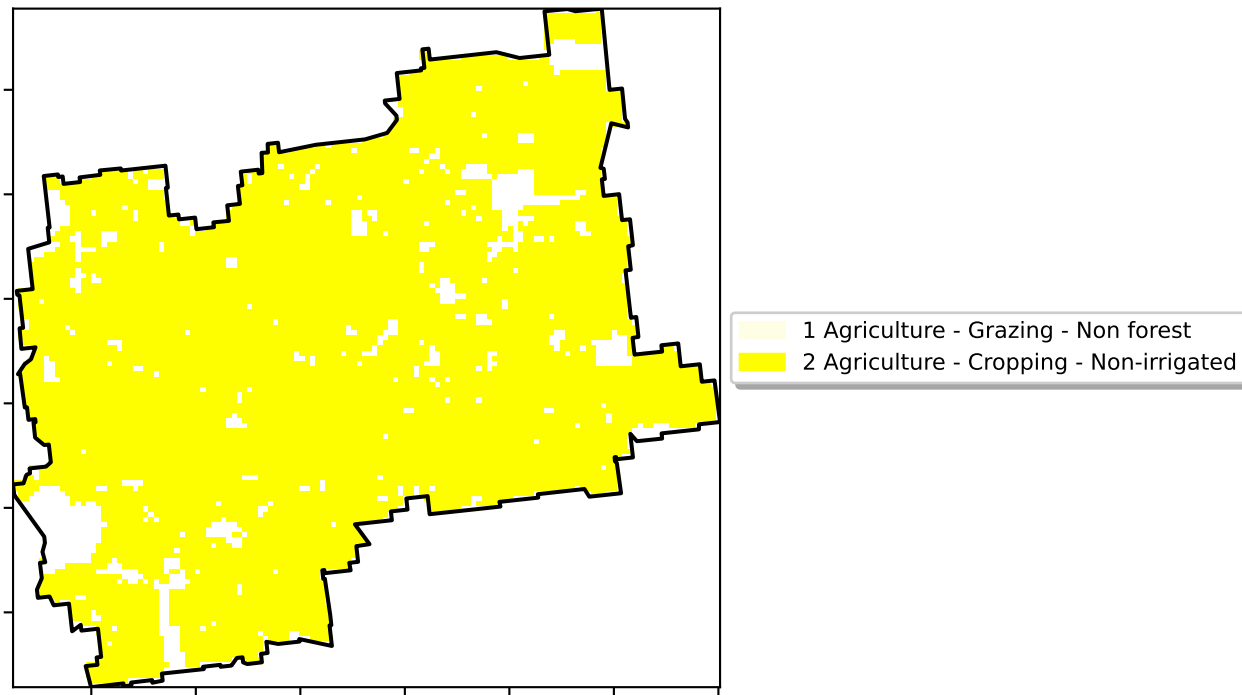 1 Agriculture - Grazing - Non forest
2 Agriculture - Cropping - Non-irrigated